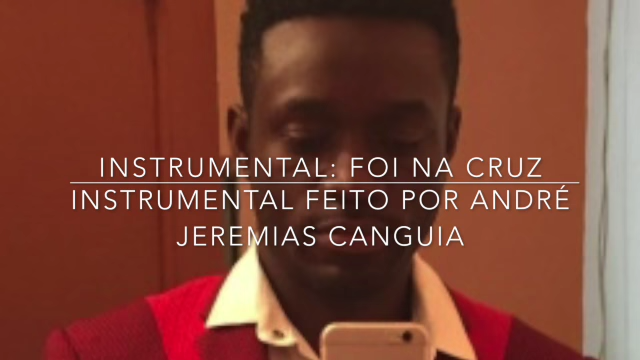 INSTRUMENTAL: FOI NA CRUZ
INSTRUMENTAL FEITO POR ANDRÉ
JEREMIAS CANGUIA